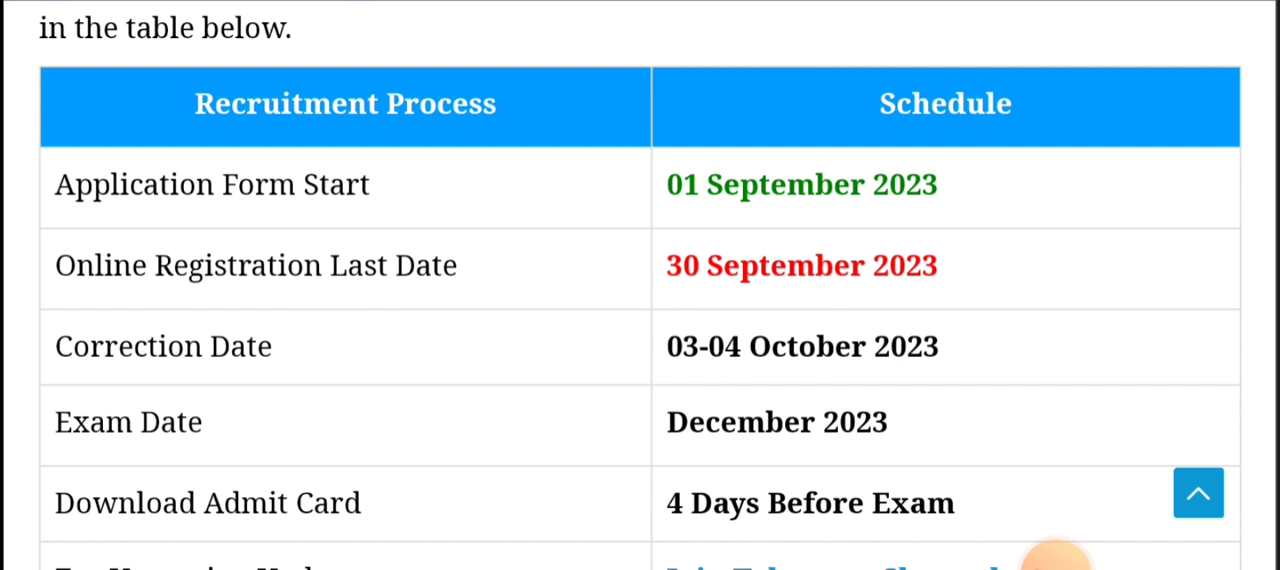 in the table below.
Recruitment Process Schedule
Application Form Start 01 September 2023
Online Registration Last Date 30 September 2023
Correction Date 03-04 October 2023
Exam Date December 2023
Download Admit Card 4 Days Before Exam